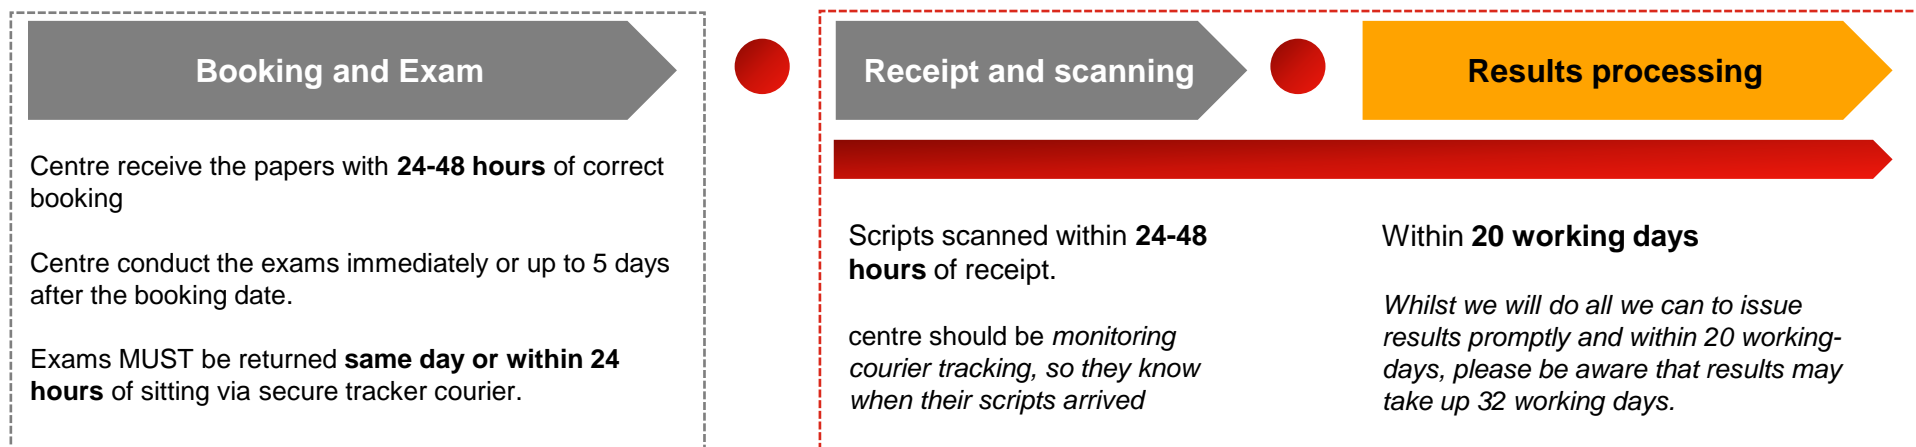 Booking and Exam
Centre receive the papers with 24-48 hours of correct
booking
Centre conduct the exams immediately or up to 5 days
after the booking date.
Exams MUST be returned same day or within 24
hours of sitting via secure tracker courier.
Receipt and scanning
Scripts scanned within 24-48
hours of receipt.
centre should be monitoring
courier tracking, so they know
when their scripts arrived
Results processing
Within 20 working days
Whilst we will do all we can to issue
results promptly and within 20 working-
days, please be aware that results may
take up 32 working days.